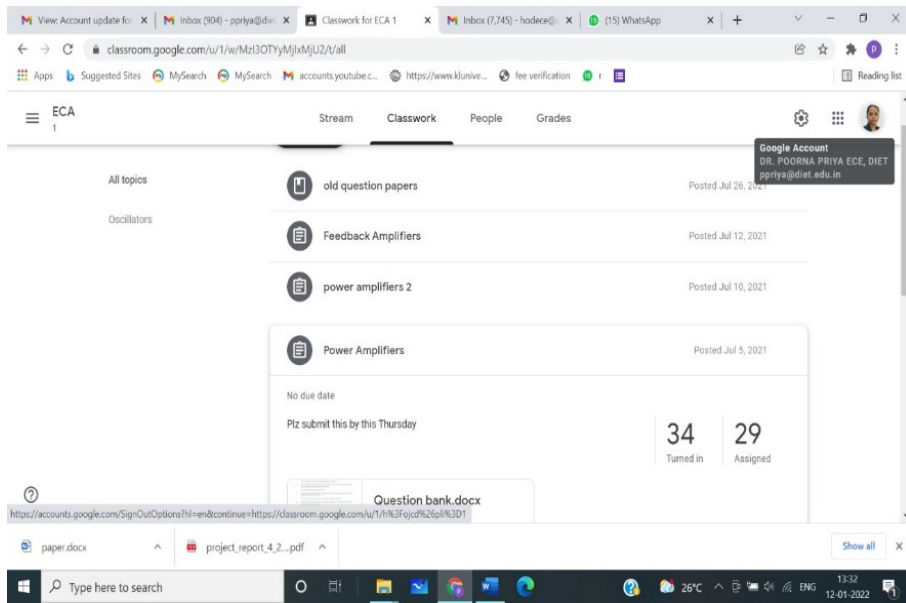 View: Account update for
Inbox (904) - ppriya@diet
Classwork for ECA 1
Inbox (7,745) - hodece@
(15) WhatsApp
classroom.google.com/u/1/w/MzI3OTYyMjIxMjU2/t/all
Apps
Suggested Sites
MySearch
MySearch
accounts.youtube.c...
https://www.klunive...
fee verification
r
Reading list
ECA
1
Stream
Classwork
People
Grades
Google Account
DR. POORNA PRIYA ECE, DIET
ppriya@diet.edu.in
All topics
Oscillators
old question papers
Posted Jul 26, 2021
Feedback Amplifiers
Posted Jul 12, 2021
power amplifiers 2
Posted Jul 10, 2021
Power Amplifiers
Posted Jul 5, 2021
No due date
Plz submit this by this Thursday
34
Turned in
29
Assigned
Question bank.docx
https://accounts.google.com/SignOutOptions?hl=en&continue=https://classroom.google.com/u/1/h%3Fojcd%26pli%3D1
paper.docx
project_report_4_2....pdf
Show all
Type here to search
26°C
ENG
13:32
12-01-2022